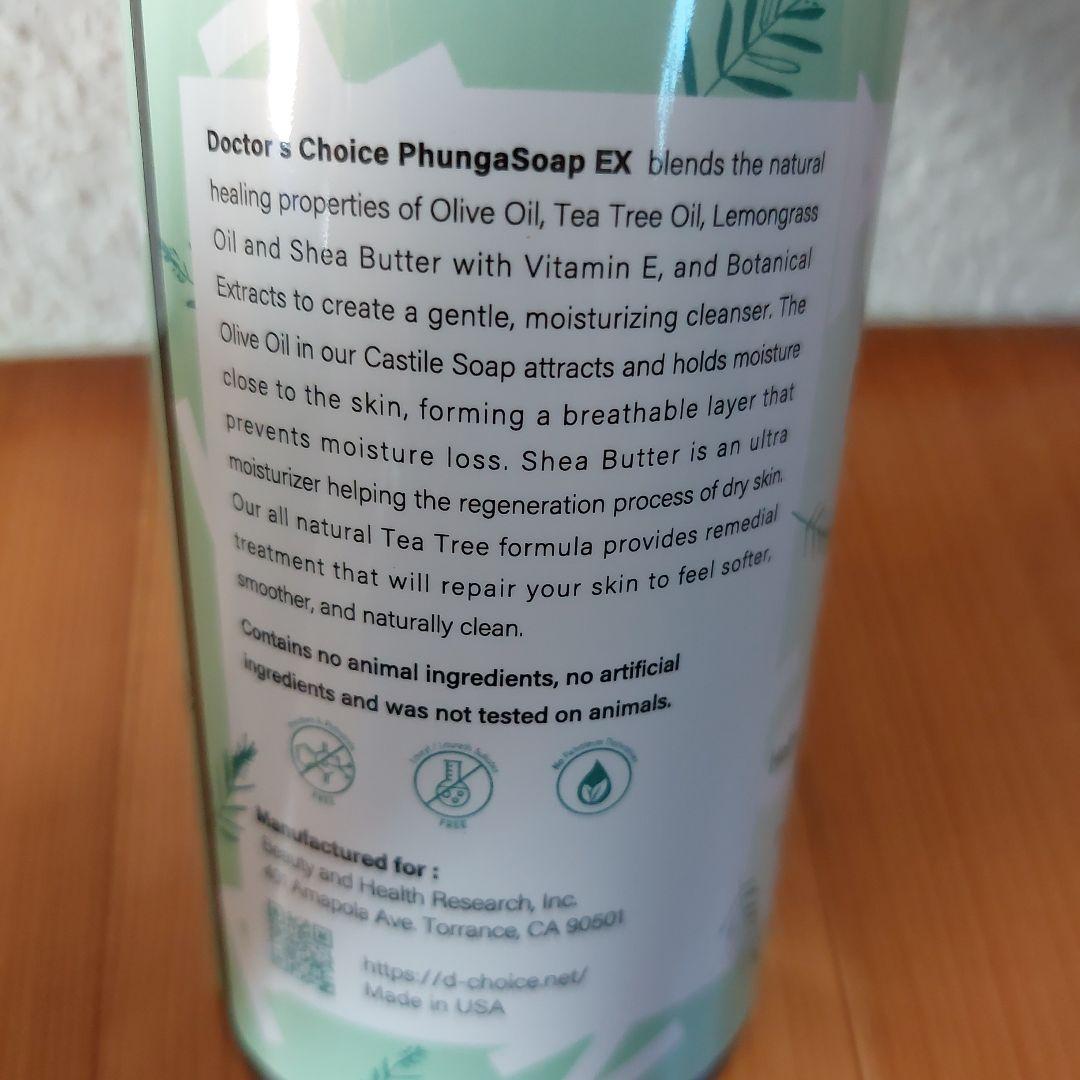 Doctor s Choice PhungaSoap EX blends the natural
healing properties of Olive Oil, Tea Tree Oil, Lemongrass
Oil and Shea Butter with Vitamin E, and Botanical
Extracts to create a gentle, moisturizing cleanser. The
Olive Oil in our Castile Soap attracts and holds moisture
close to the skin, forming a breathable layer that
prevents moisture loss. Shea Butter is an ultra
moisturizer helping the regeneration process of dry skin.
Our all natural Tea Tree formula provides remedial
treatment that will repair your skin to feel softer,
smoother, and naturally clean.
Contains no animal ingredients, no artificial
ingredients and was not tested on animals.
FREE
FREE
No Petroleum
Manufactured for :
Beauty and Health Research, Inc.
Amapola Ave. Torrance, CA 90501
https://d-choice.net/
Made in USA